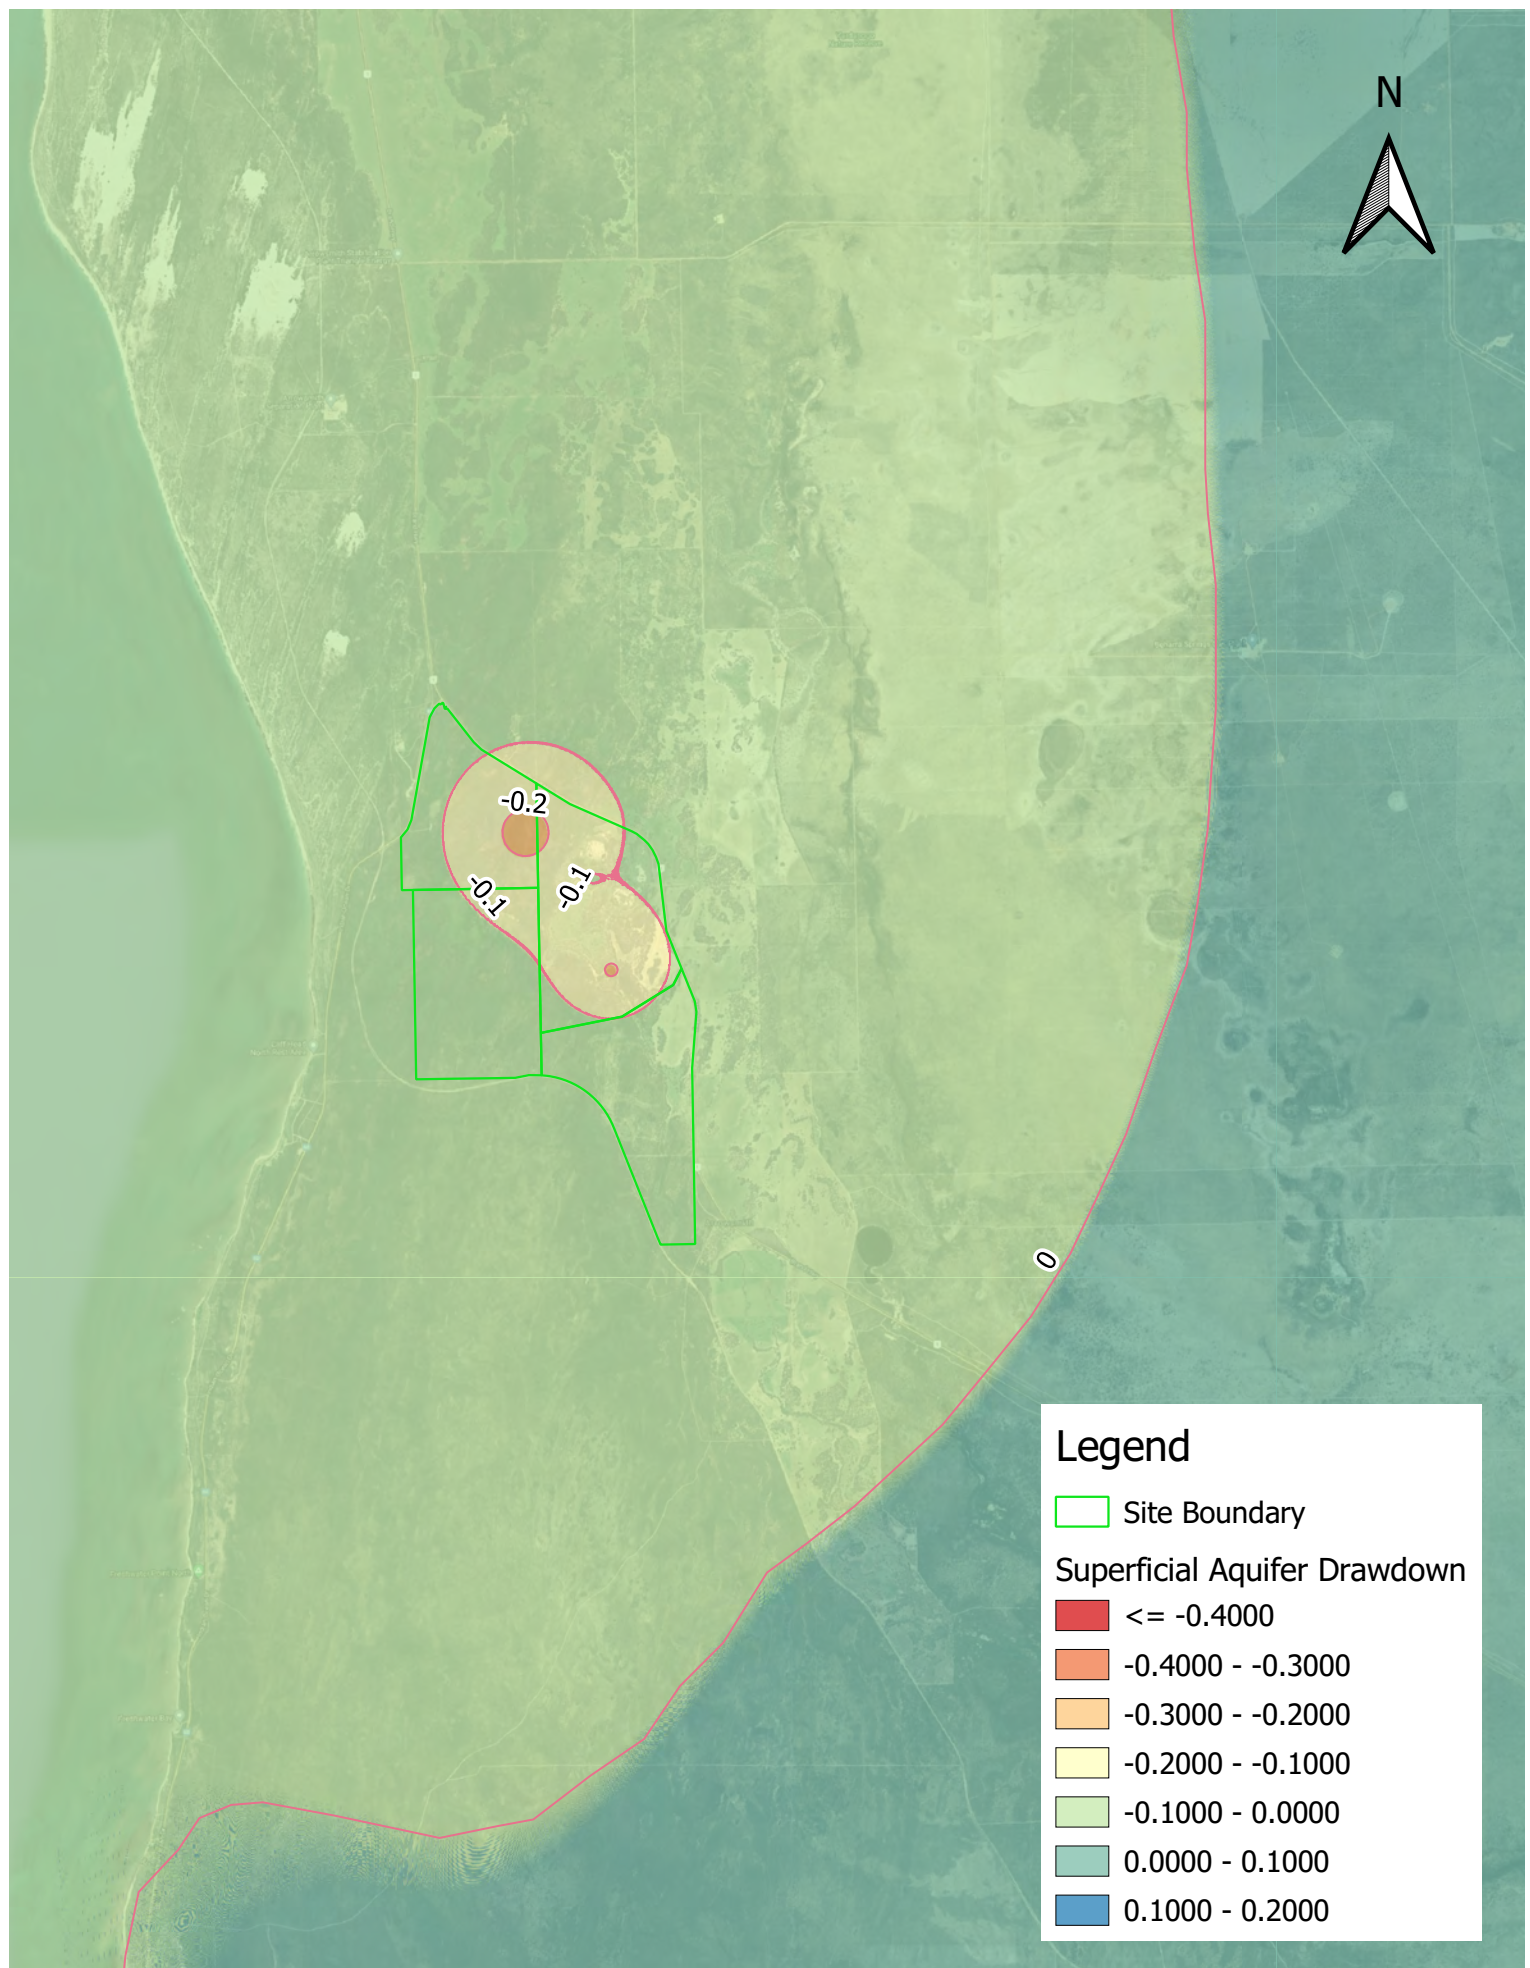 N
-0.2
-0.1
-0.1
0
Legend
Site Boundary
Superficial Aquifer Drawdown
<= -0.4000
-0.4000 - -0.3000
-0.3000 - -0.2000
-0.2000 - -0.1000
-0.1000 - 0.0000
0.0000 - 0.1000
0.1000 - 0.2000